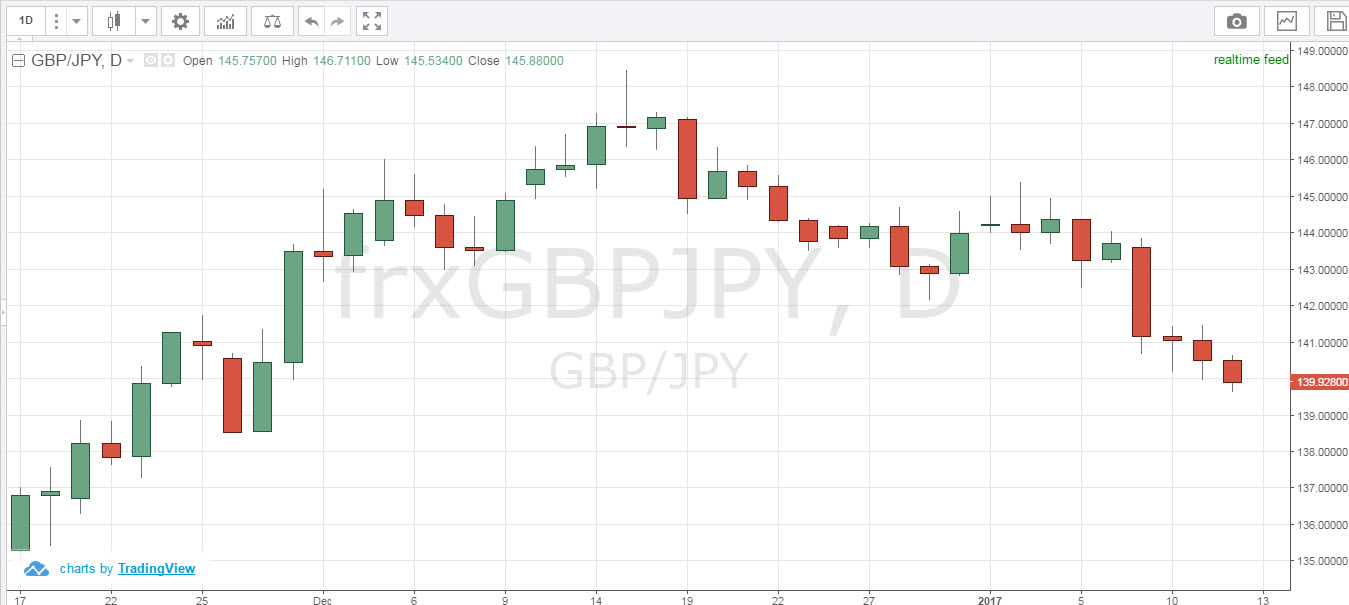 1D
GBP/JPY, D Open 145.75700 High 146.71100 Low 145.53400 Close 145.88000
realtime feed
149.00000
148.00000
147.00000
146.00000
145.00000
144.00000
143.00000
142.00000
141.00000
139.92800
139.00000
138.00000
137.00000
136.00000
135.00000
frxGBPJPY, D
GBP/JPY
charts by TradingView
17 22 25 Dec 6 9 14 19 22 27 2017 5 10 13